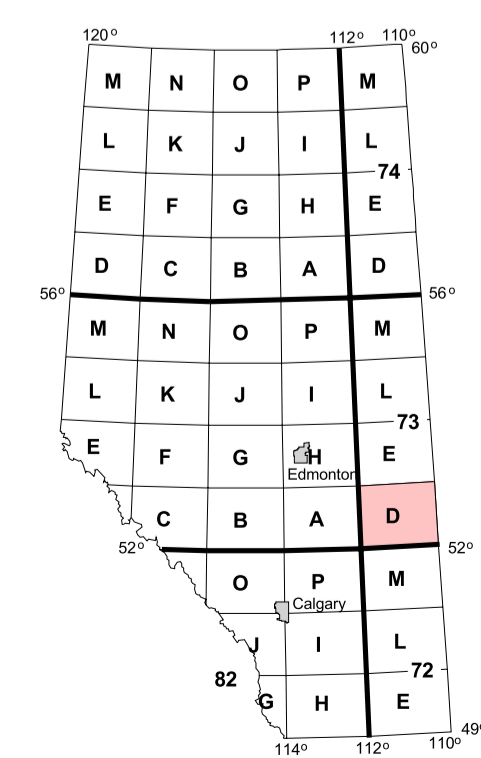 120° 112° 110°
60°
M N O P M
L K J I L
74
E F G H E
D C B A D
56° 56°
M N O P M
L K J I L
73
E F G H E
Edmonton
C B A D
52° 52°
O P M
Calgary
J I L
82 72
G H E
49°
114° 112° 110°